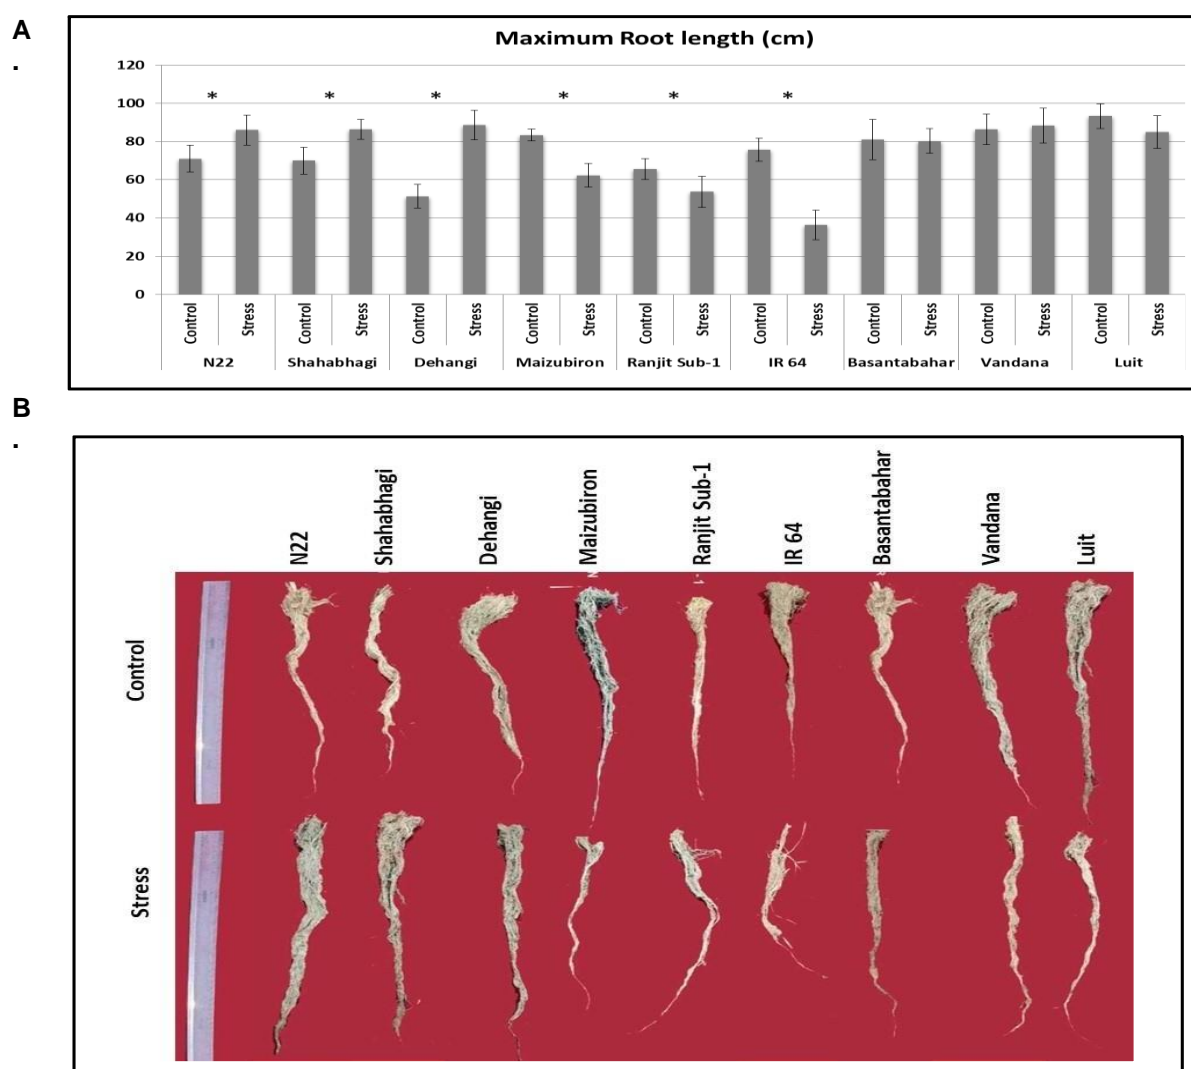 A
.
Maximum Root length (cm)
120
100
80
60
40
20
0
* * * * * *
Control Stress Control Stress Control Stress Control Stress Control Stress Control Stress Control Stress Control Stress Control Stress
N22 Shahabhagi Dehangi Maizubiron Ranjit Sub-1 IR 64 Basantabahar Vandana Luit
B
.
N22 Shahabhagi Dehangi Maizubiron Ranjit Sub-1 IR 64 Basantabahar Vandana Luit
Control
Stress